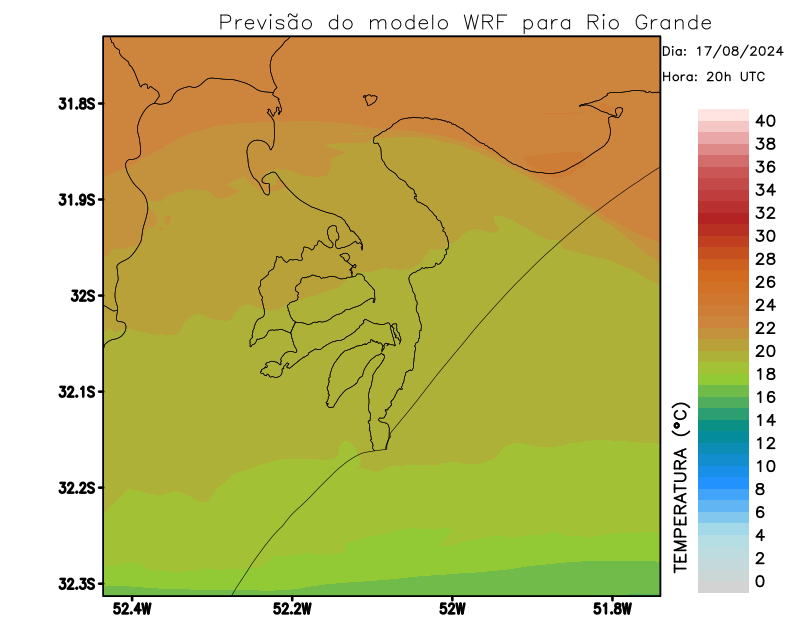 Previsão do modelo WRF para Rio Grande
Dia: 17/08/2024
Hora: 20h UTC
31.8S
31.9S
32S
32.1S
32.2S
32.3S
52.4W
52.2W
52W
51.8W
40
38
36
34
32
30
28
26
24
22
20
18
16
14
12
10
8
6
4
2
0
TEMPERATURA (°C)